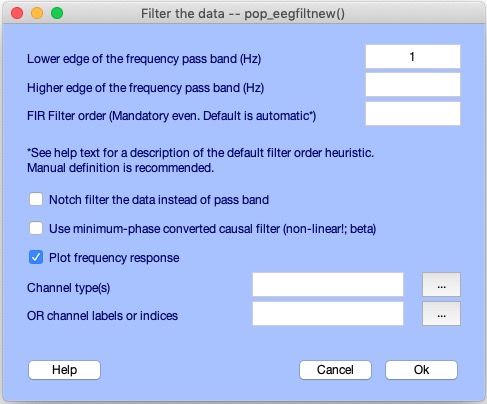 Filter the data -- pop_eegfiltnew()
Lower edge of the frequency pass band (Hz) 1
Higher edge of the frequency pass band (Hz)
FIR Filter order (Mandatory even. Default is automatic*)
*See help text for a description of the default filter order heuristic.
Manual definition is recommended.
Notch filter the data instead of pass band
Use minimum-phase converted causal filter (non-linear!; beta)
Plot frequency response
Channel type(s) ...
OR channel labels or indices ...
Help Cancel Ok